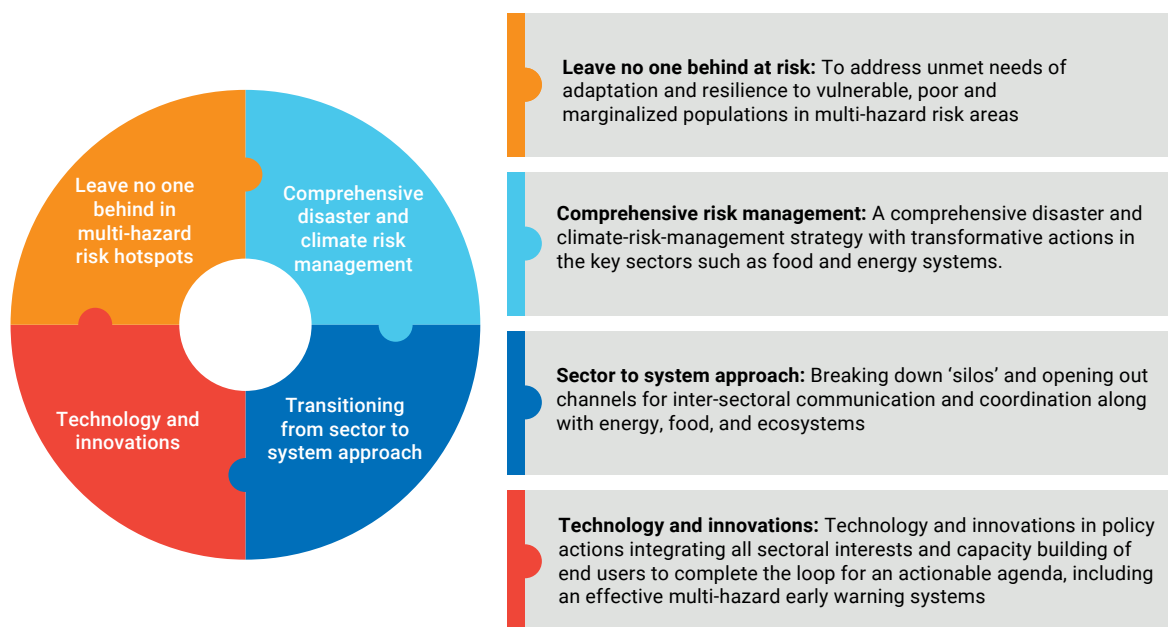 Leave no one
behind in
multi-hazard
risk hotspots
Comprehensive
disaster and
climate risk
management
Technology and
innovations
Transitioning
from sector to
system approach
Leave no one behind at risk: To address unmet needs of
adaptation and resilience to vulnerable, poor and
marginalized populations in multi-hazard risk areas
Comprehensive risk management: A comprehensive disaster and
climate-risk-management strategy with transformative actions in
the key sectors such as food and energy systems.
Sector to system approach: Breaking down ‘silos’ and opening out
channels for inter-sectoral communication and coordination along
with energy, food, and ecosystems
Technology and innovations: Technology and innovations in policy
actions integrating all sectoral interests and capacity building of
end users to complete the loop for an actionable agenda, including
an effective multi-hazard early warning systems